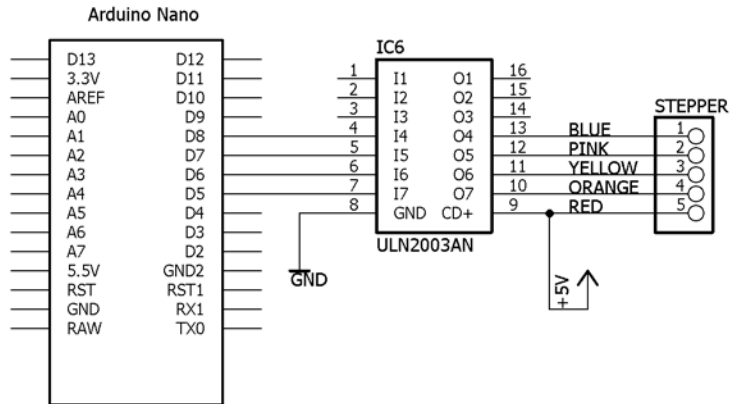 Arduino Nano
D13 D12
3.3V D11
AREF D10
A0 D9
A1 D8
A2 D7
A3 D6
A4 D5
A5 D4
A6 D3
A7 D2
5.5V GND2
RST RST1
GND RX1
RAW TX0
IC6
1 I1 O1 16
2 I2 O2 15
3 I3 O3 14
4 I4 O4 13
5 I5 O5 12
6 I6 O6 11
7 I7 O7 10
8 GND CD+ 9
ULN2003AN
GND
+5V
STEPPER
BLUE 1
PINK 2
YELLOW 3
ORANGE 4
RED 5